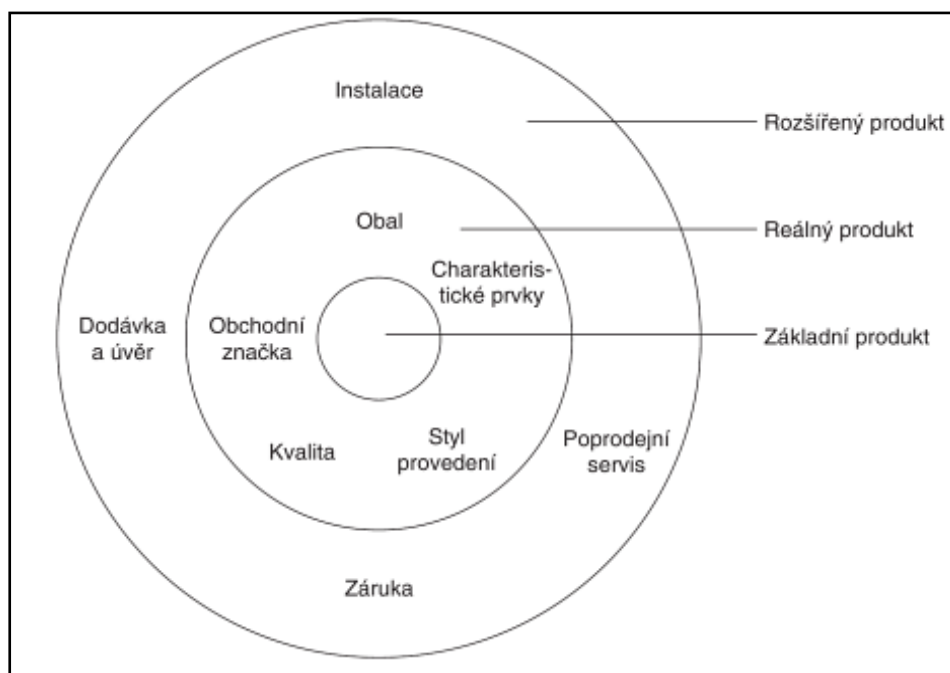 Instalace
Rozšířený produkt
Obal
Reálný produkt
Charakteris-
tické prvky
Dodávka
a úvěr
Obchodní
značka
Základní produkt
Kvalita
Styl
provedení
Poprodejní
servis
Záruka